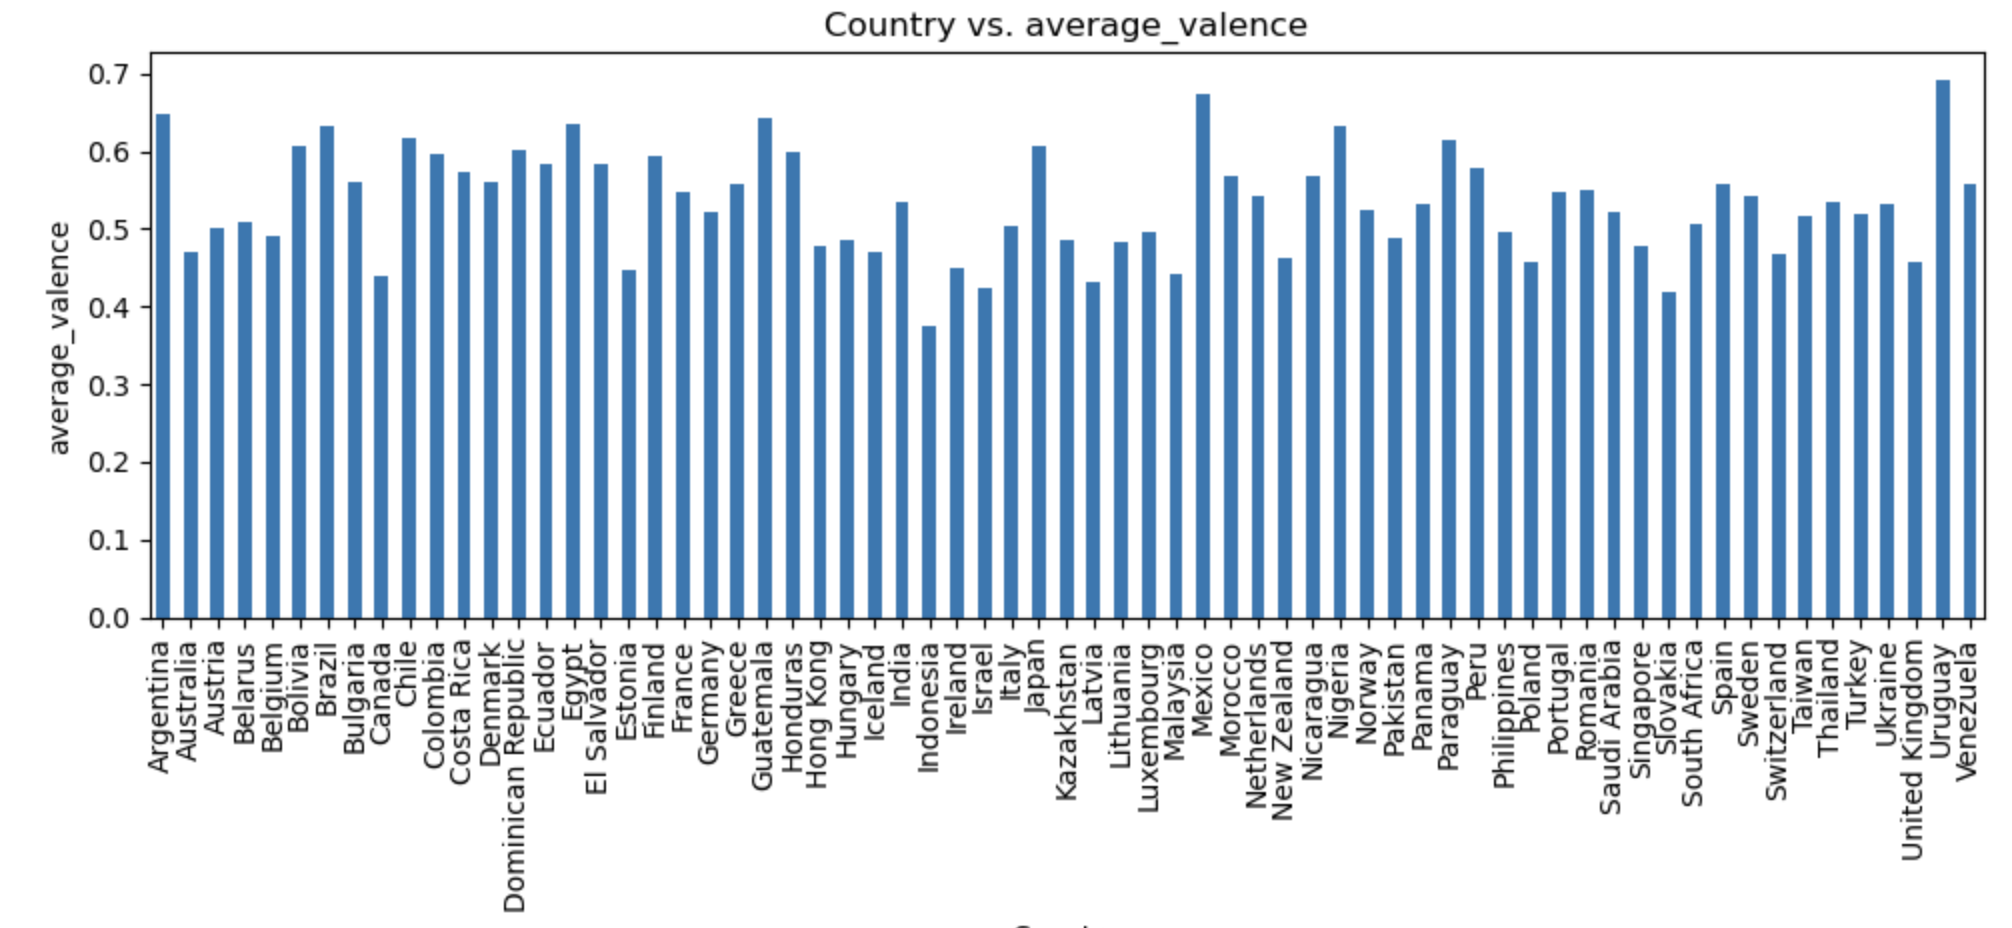 Country vs. average_valence
average_valence
0.7
0.6
0.5
0.4
0.3
0.2
0.1
0.0
Argentina
Australia
Austria
Belarus
Belgium
Bolivia
Brazil
Bulgaria
Canada
Chile
Colombia
Costa Rica
Denmark
Dominican Republic
Ecuador
Egypt
El Salvador
Estonia
Finland
France
Germany
Greece
Guatemala
Honduras
Hong Kong
Hungary
Iceland
India
Indonesia
Ireland
Israel
Italy
Japan
Kazakhstan
Latvia
Lithuania
Luxembourg
Malaysia
Mexico
Morocco
Netherlands
New Zealand
Nicaragua
Nigeria
Norway
Pakistan
Panama
Paraguay
Peru
Philippines
Poland
Portugal
Romania
Saudi Arabia
Singapore
Slovakia
South Africa
Spain
Sweden
Switzerland
Taiwan
Thailand
Turkey
Ukraine
United Kingdom
Uruguay
Venezuela